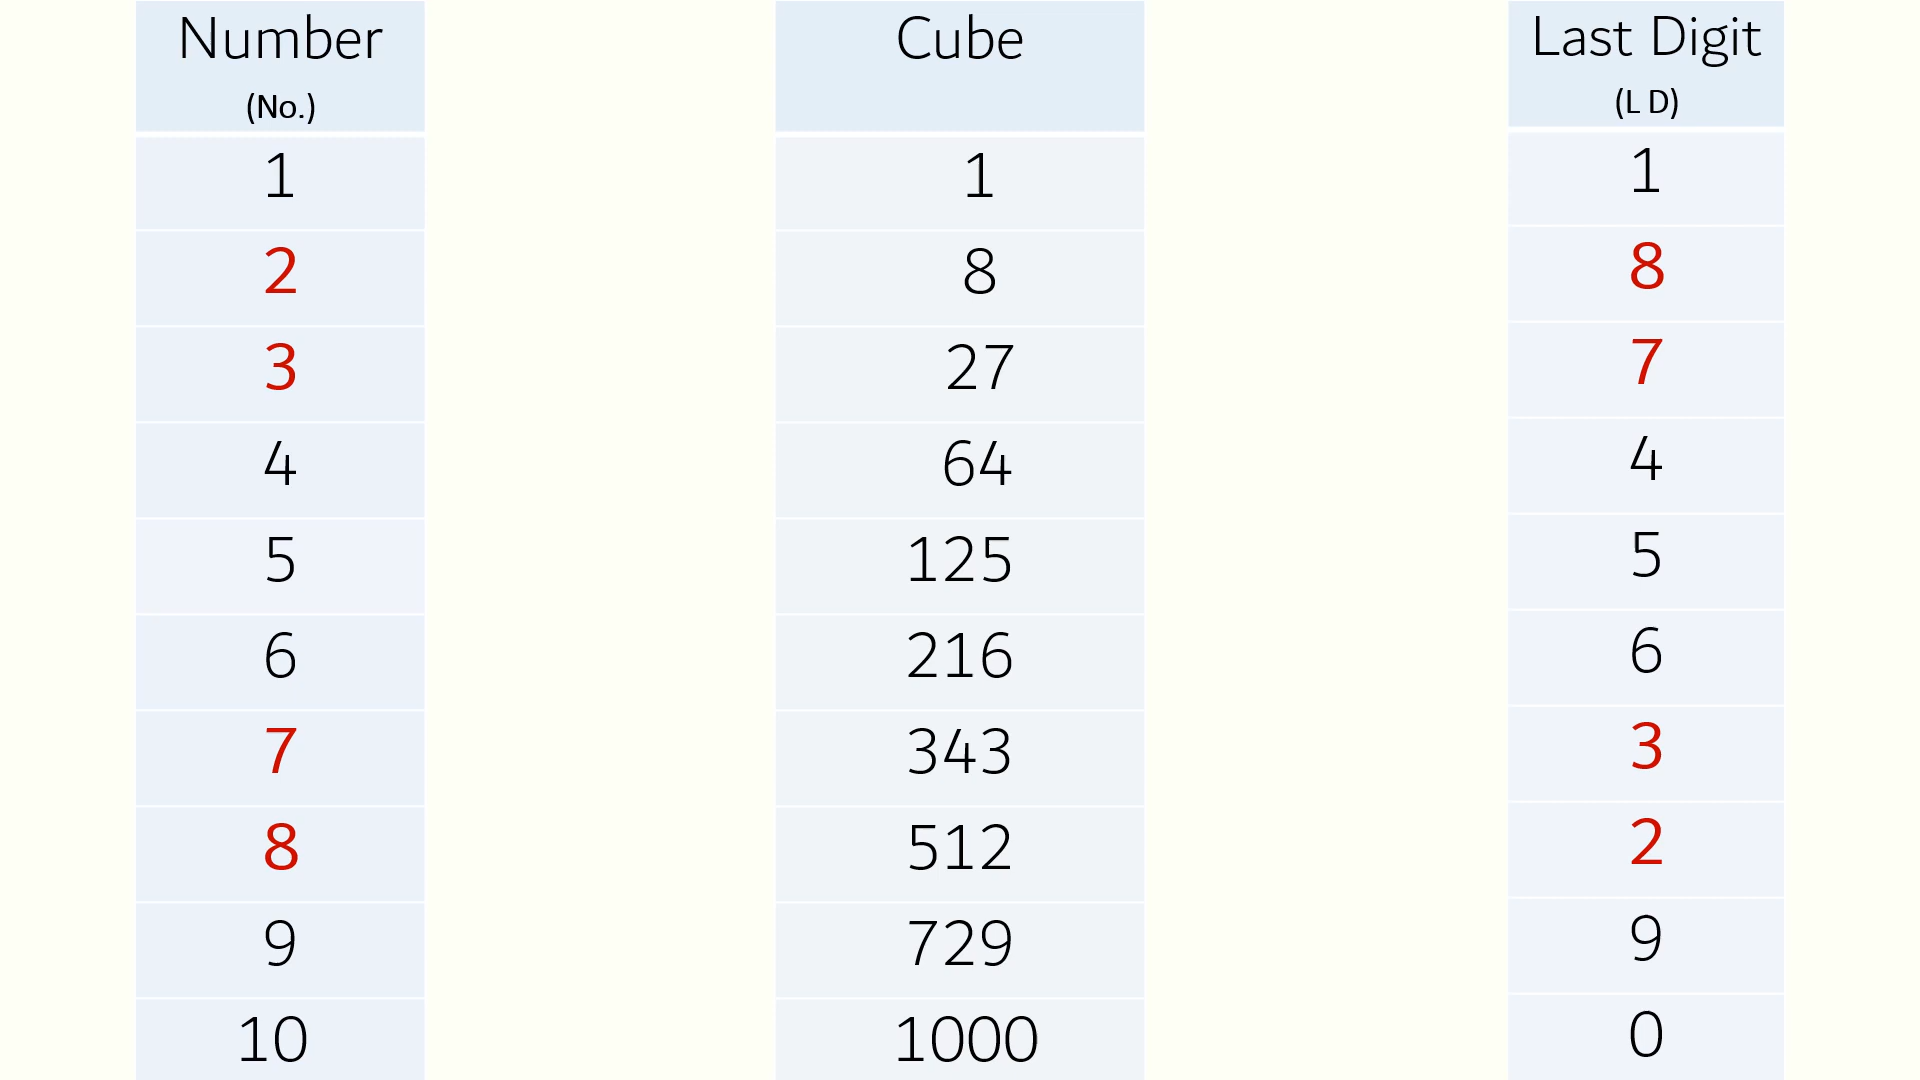 Number Cube Last Digit
(No.) (L D)
1 1 1
2 8 8
3 27 7
4 64 4
5 125 5
6 216 6
7 343 3
8 512 2
9 729 9
10 1000 0